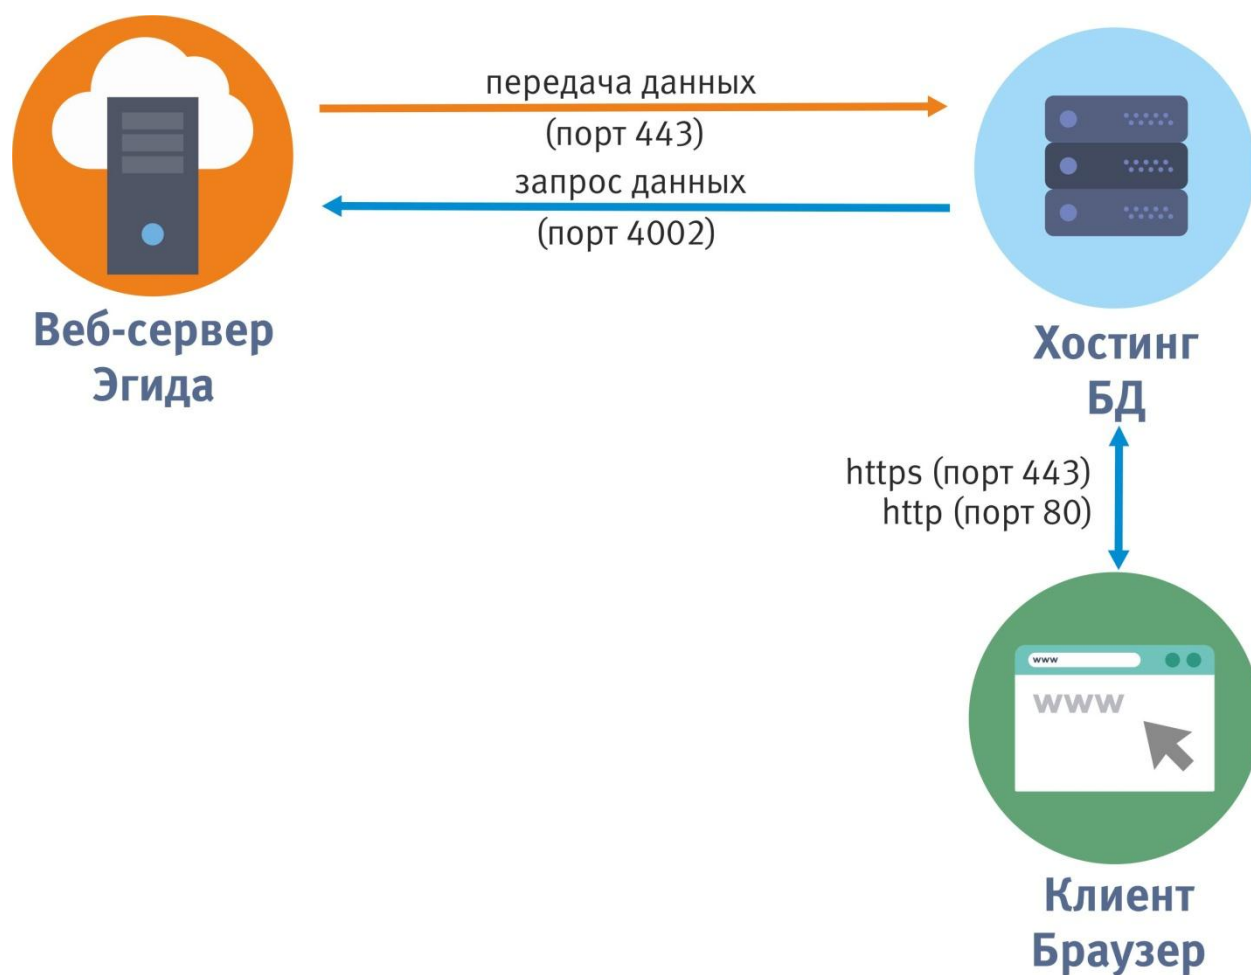 передача данных
(порт 443)
запрос данных
(порт 4002)
Веб-сервер
Эгида
Хостинг
БД
https (порт 443)
http (порт 80)
www
www
Клиент
Браузер